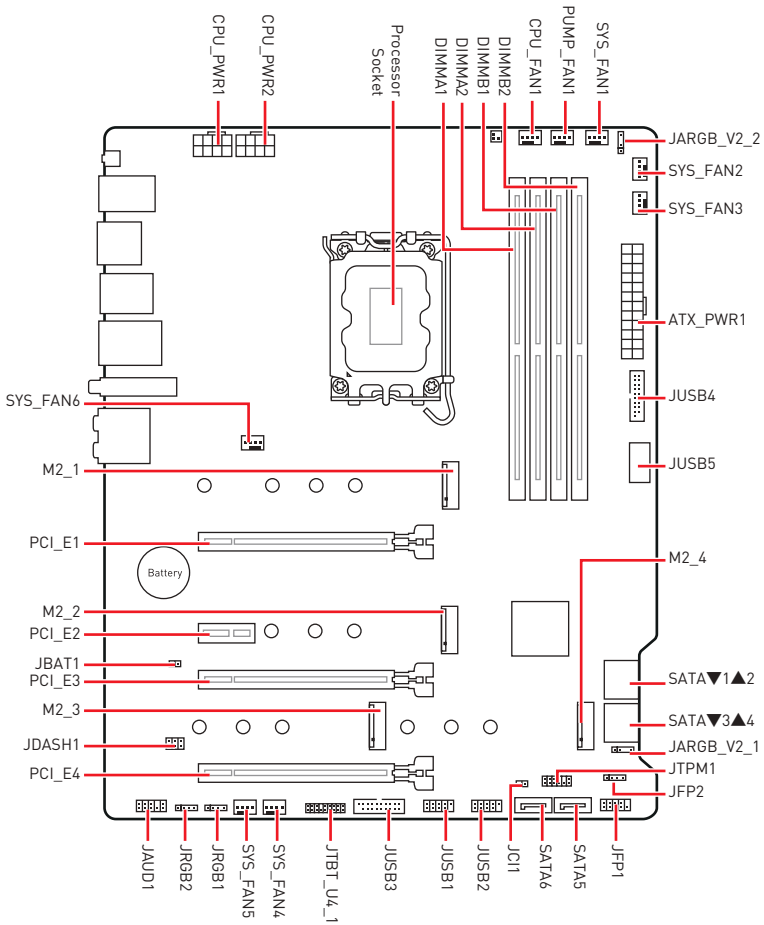 CPU_PWR1
CPU_PWR2
Processor
Socket
DIMMA1
DIMMA2
DIMMB1
DIMMB2
CPU_FAN1
PUMP_FAN1
SYS_FAN1
JARGB_V2_2
SYS_FAN2
SYS_FAN3
ATX_PWR1
JUSB4
JUSB5
SYS_FAN6
M2_1
PCI_E1
Battery
M2_4
M2_2
PCI_E2
JBAT1
PCI_E3
M2_3
JDASH1
PCI_E4
SATA▼1▲2
SATA▼3▲4
JARGB_V2_1
JTPM1
JFP2
JAUD1
JRGB2
JRGB1
SYS_FAN5
SYS_FAN4
JTBT_U4_1
JUSB3
JUSB1
JUSB2
JCI1
SATA6
SATA5
JFP1